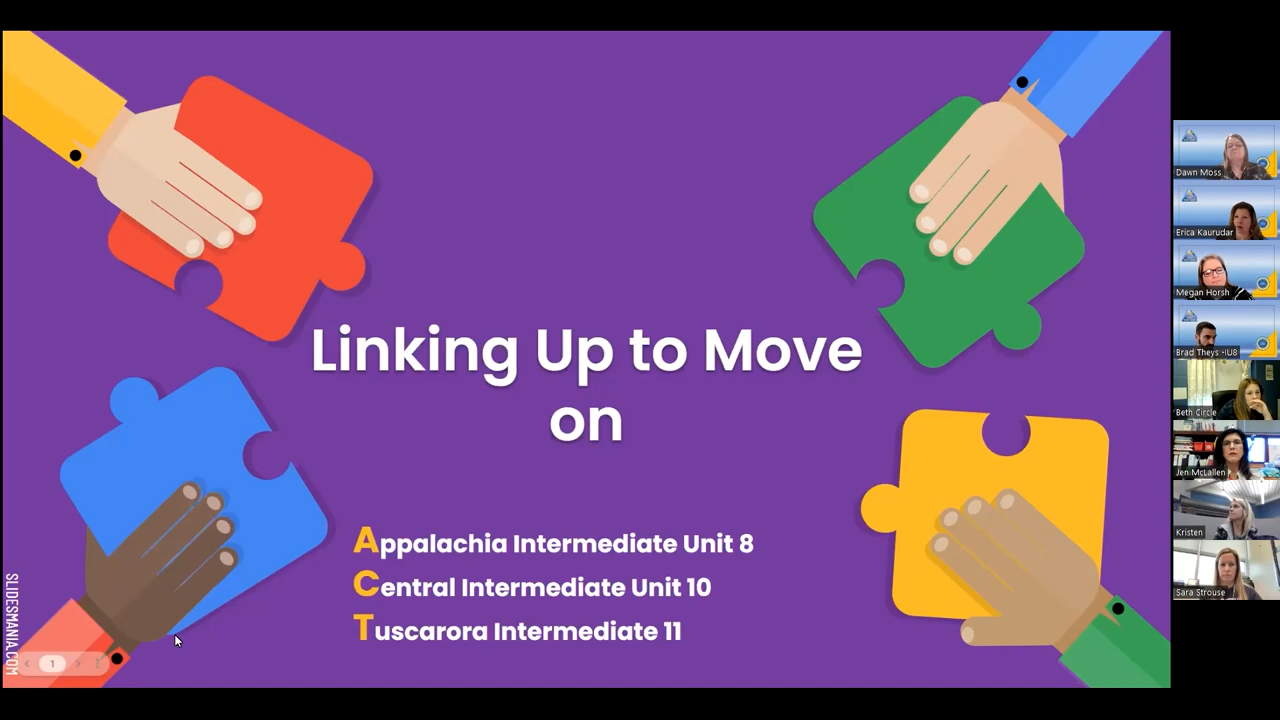 Linking Up to Move
on
Appalachia Intermediate Unit 8
Central Intermediate Unit 10
Tuscarora Intermediate 11
SLIDESMANIA.COM
1
Dawn Moss
Erica Kaurudar
Megan Horsh
Brad Theys -IU8
Beth Circle
Jen McLallen
Kristen
Sara Strouse